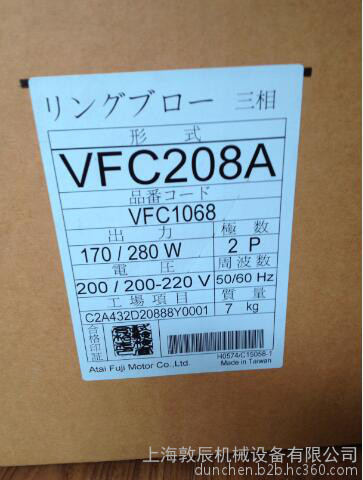 リングブロー 三相
形式
VFC208A
品番コード
VFC1068
出力 極数
170 / 280 W 2 P
電圧 周波数
200 / 200-220 V 50/60 Hz
工場項目 質量
C2A432D20888Y0001 7 kg
合格印証
H0574/C15058-1
Atai Fuji Motor Co.,Ltd. Made in Taiwan
上海敦辰机械设备有限公司
dunchen.b2b.hc360.com